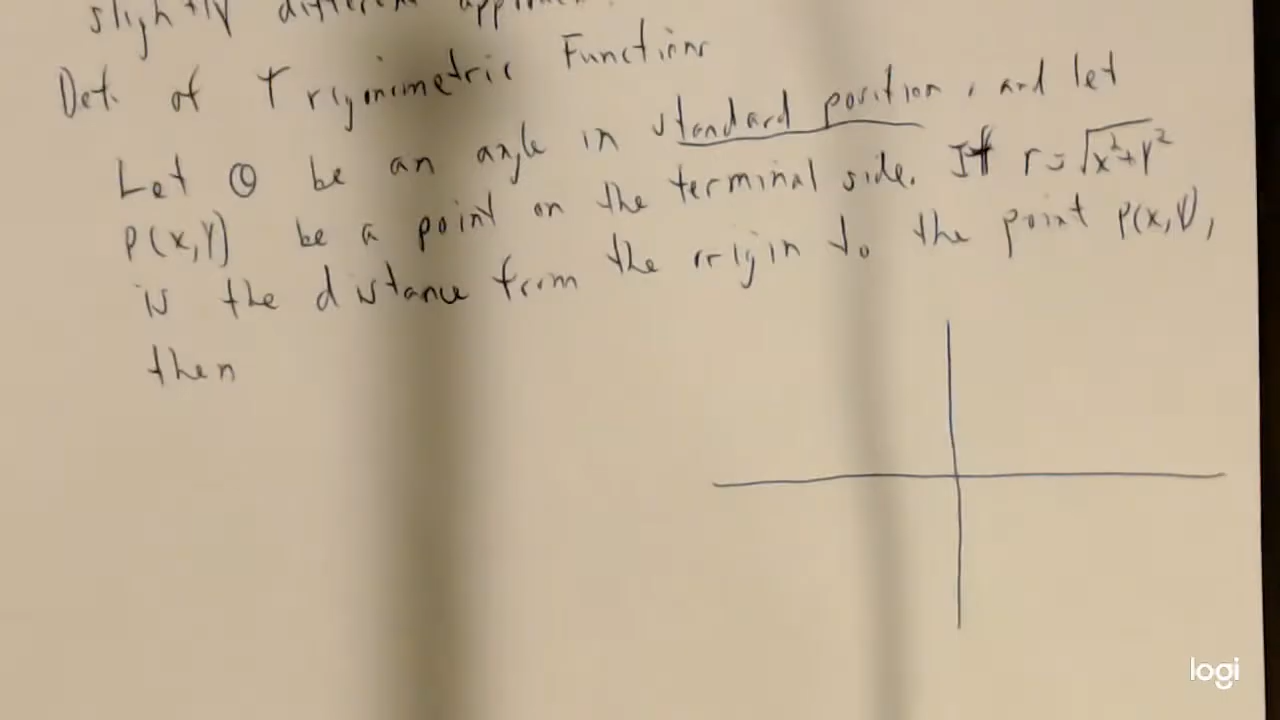 slightly different
Def. of Trigonimetric Functions
Let θ be an angle in standard position, and let
P(x,y) be a point on the terminal side. If r = √x²+y²
is the distance from the origin to the point P(x,y),
then
logi